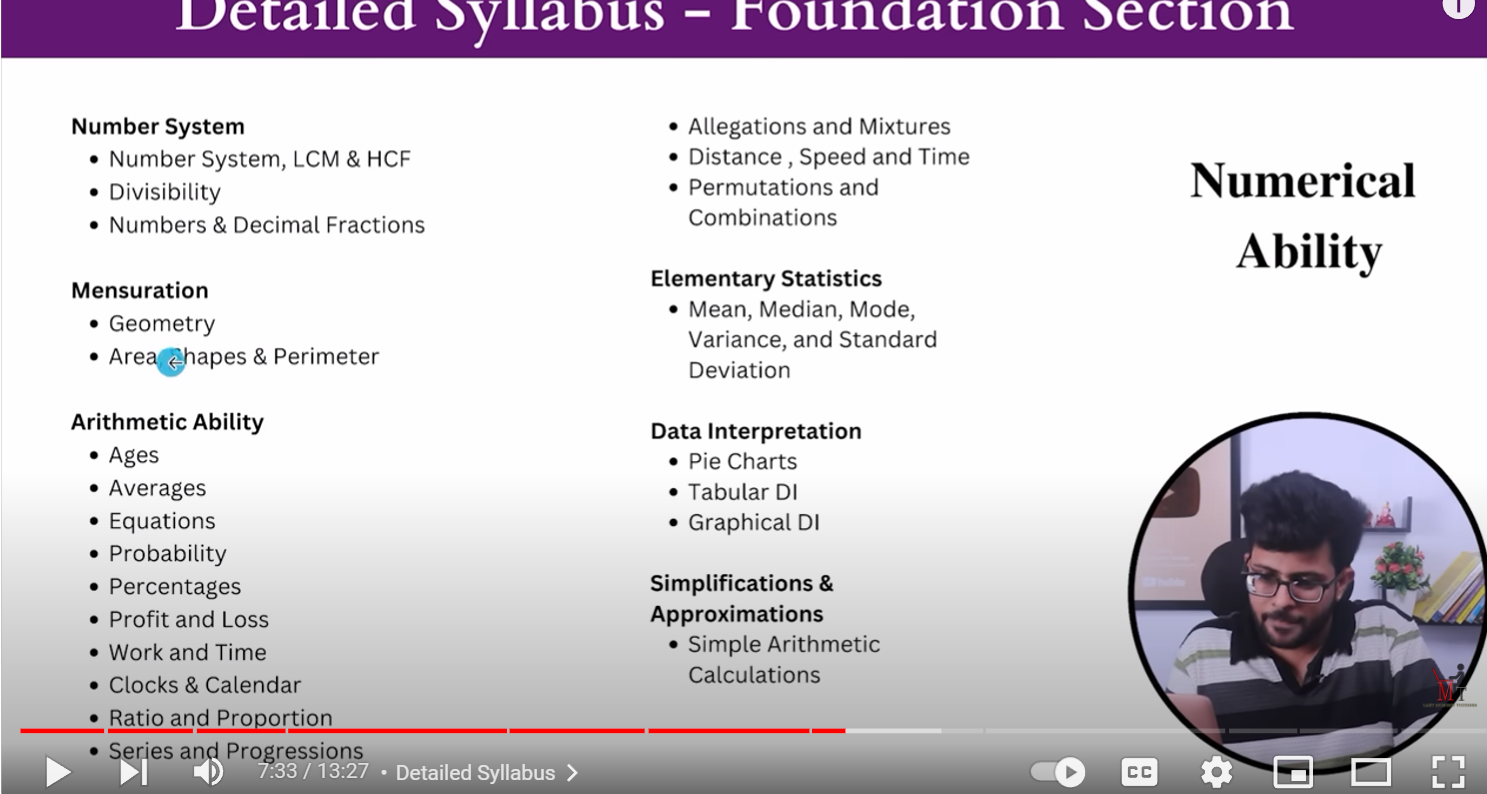 Detailed Syllabus – Foundation Section
Number System
• Number System, LCM & HCF
• Divisibility
• Numbers & Decimal Fractions
Mensuration
• Geometry
• Area, Shapes & Perimeter
Arithmetic Ability
• Ages
• Averages
• Equations
• Probability
• Percentages
• Profit and Loss
• Work and Time
• Clocks & Calendar
• Ratio and Proportion
• Series and Progressions
• Allegations and Mixtures
• Distance , Speed and Time
• Permutations and
Combinations
Elementary Statistics
• Mean, Median, Mode,
Variance, and Standard
Deviation
Data Interpretation
• Pie Charts
• Tabular DI
• Graphical DI
Simplifications &
Approximations
• Simple Arithmetic
Calculations
Numerical
Ability
YouTube
MT
7:33 / 13:27 • Detailed Syllabus
CC